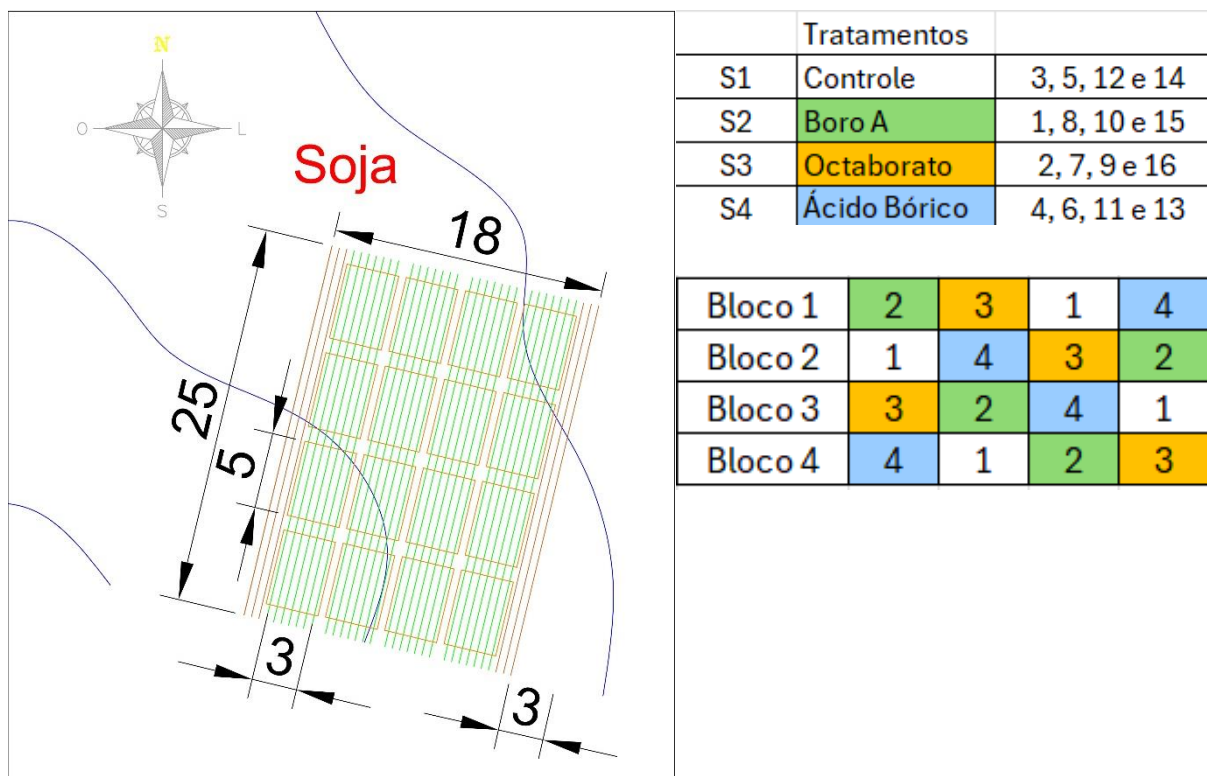 N
O
L
S
Soja
18
25
5
3
3
Tratamentos
S1 Controle 3, 5, 12 e 14
S2 Boro A 1, 8, 10 e 15
S3 Octaborato 2, 7, 9 e 16
S4 Ácido Bórico 4, 6, 11 e 13
Bloco 1 2 3 1 4
Bloco 2 1 4 3 2
Bloco 3 3 2 4 1
Bloco 4 4 1 2 3